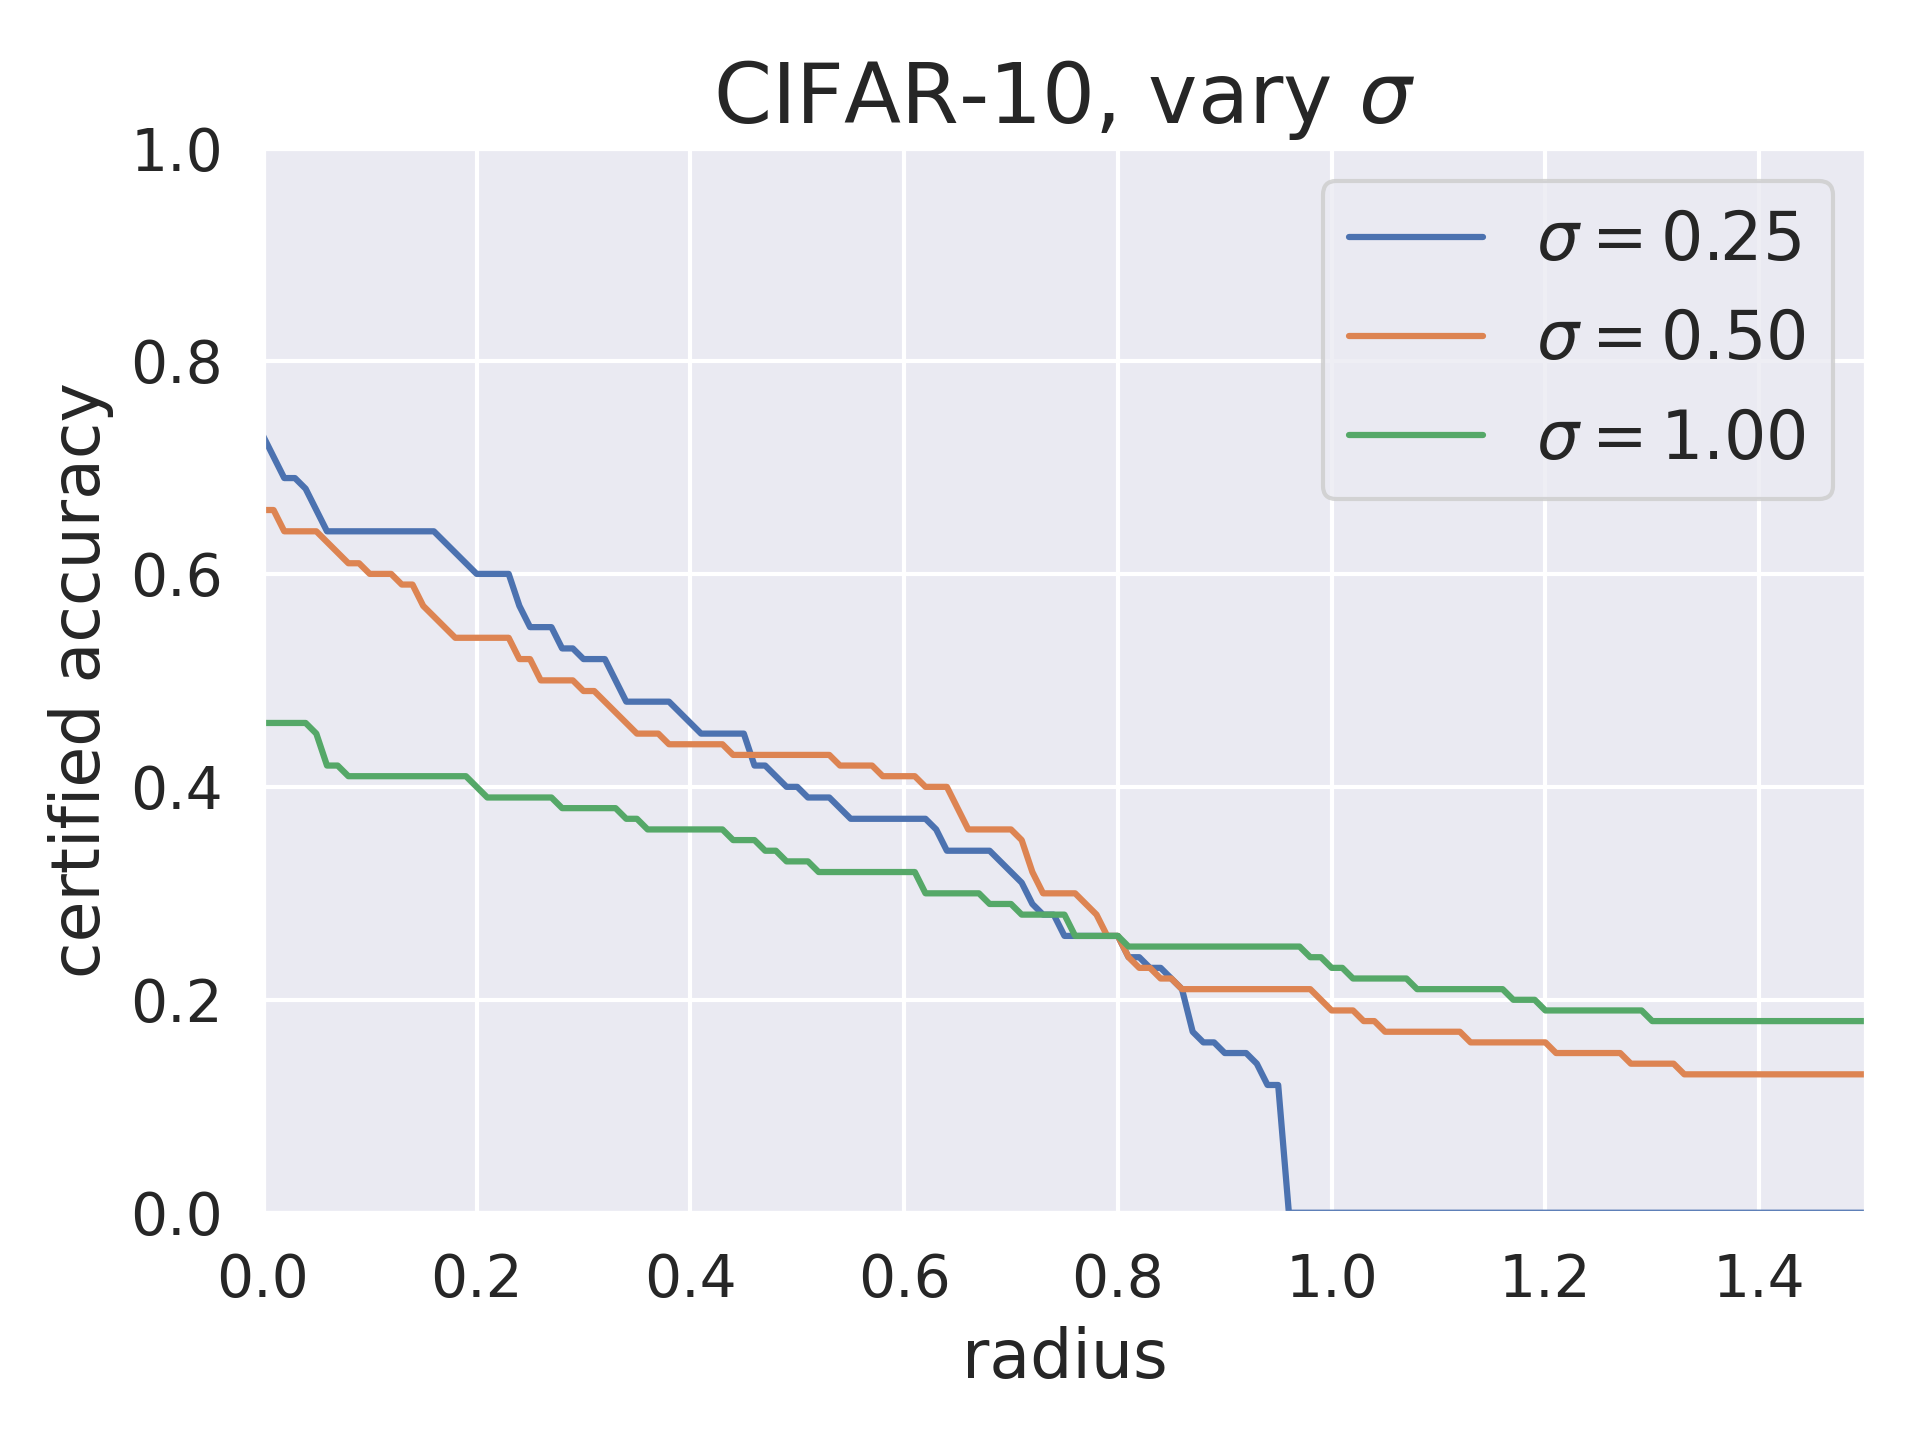 CIFAR-10, vary σ
1.0
0.8
0.6
0.4
0.2
0.0
certified accuracy
σ = 0.25
σ = 0.50
σ = 1.00
0.0 0.2 0.4 0.6 0.8 1.0 1.2 1.4
radius